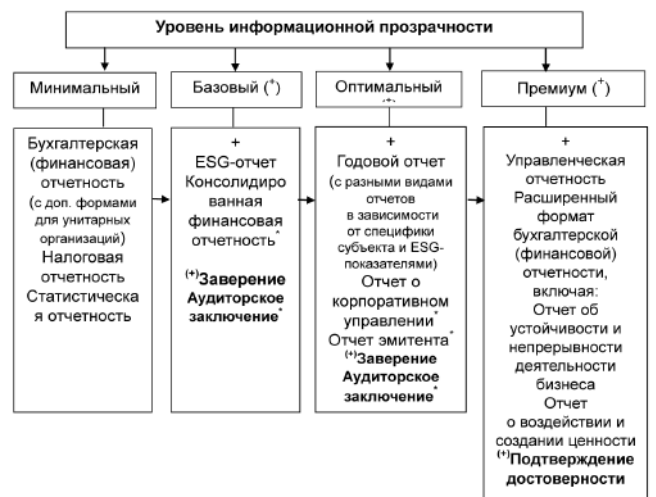 Уровень информационной прозрачности
Минимальный
Базовый (⁺)
Оптимальный
(⁺)
Премиум (⁺)
Бухгалтерская
(финансовая)
отчетность
(с доп. формами
для унитарных
организаций)
Налоговая
отчетность
Статистическа
я отчетность
+
ESG-отчет
Консолидиро
ванная
финансовая
отчетность*
(⁺)Заверение
Аудиторское
заключение*
+
Годовой отчет
(с разными видами
отчетов
в зависимости
от специфики
субъекта и ESG-
показателями)
Отчет о
корпоративном
управлении*
Отчет эмитента*
(⁺)Заверение
Аудиторское
заключение*
+
Управленческая
отчетность
Расширенный
формат
бухгалтерской
(финансовой)
отчетности,
включая:
Отчет об
устойчивости и
непрерывности
деятельности
бизнеса
Отчет
о воздействии и
создании ценности
(⁺)Подтверждение
достоверности